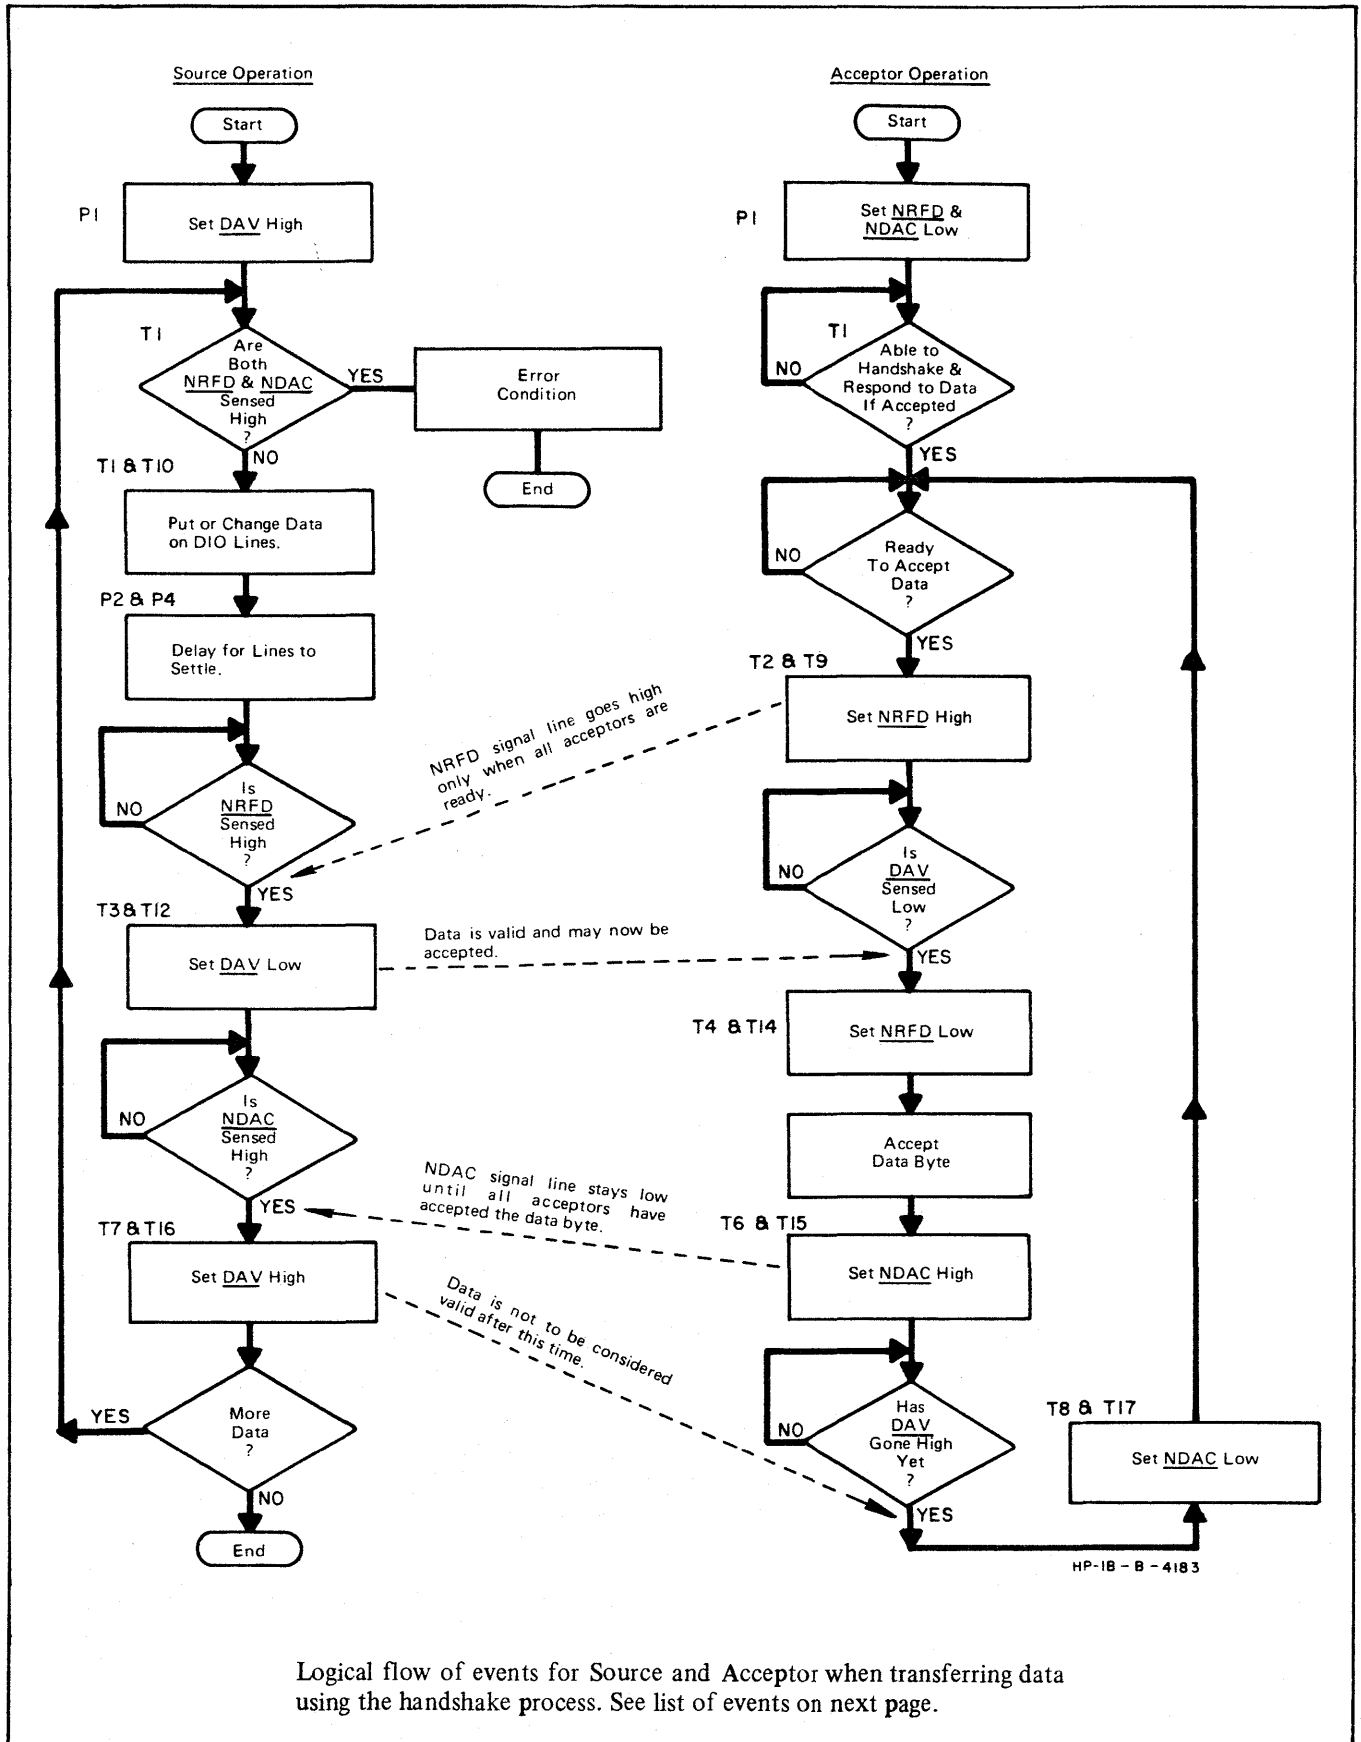 Source Operation
Start
P1
Set DAV High
T1
Are
Both
NRFD & NDAC
Sensed
High
?
YES
Error
Condition
End
NO
T1 & T10
Put or Change Data
on DIO Lines.
P2 & P4
Delay for Lines to
Settle.
Is
NRFD
Sensed
High
?
NO
YES
T3 & T12
Set DAV Low
Is
NDAC
Sensed
High
?
NO
YES
T7 & T16
Set DAV High
More
Data
?
YES
NO
End
NRFD signal line goes high
only when all acceptors are
ready.
Data is valid and may now be
accepted.
NDAC signal line stays low
until all acceptors have
accepted the data byte.
Data is not to be considered
valid after this time.
Acceptor Operation
Start
P1
Set NRFD &
NDAC Low
T1
Able to
Handshake &
Respond to Data
If Accepted
?
NO
YES
Ready
To Accept
Data
?
NO
YES
T2 & T9
Set NRFD High
Is
DAV
Sensed
Low
?
NO
YES
T4 & T14
Set NRFD Low
Accept
Data Byte
T6 & T15
Set NDAC High
Has
DAV
Gone High
Yet
?
NO
YES
T8 & T17
Set NDAC Low
HP-IB - B - 4183
Logical flow of events for Source and Acceptor when transferring data
using the handshake process. See list of events on next page.